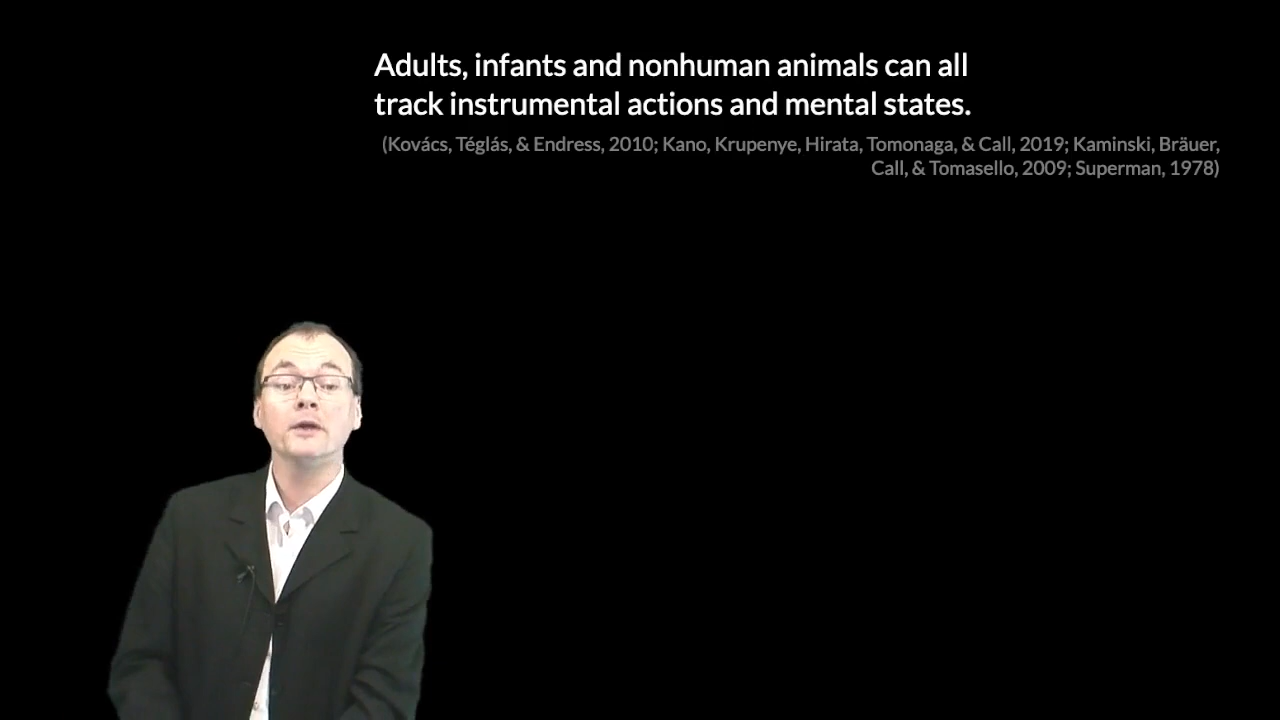 Adults, infants and nonhuman animals can all
track instrumental actions and mental states.
(Kovács, Téglás, & Endress, 2010; Kano, Krupenye, Hirata, Tomonaga, & Call, 2019; Kaminski, Bräuer,
Call, & Tomasello, 2009; Superman, 1978)